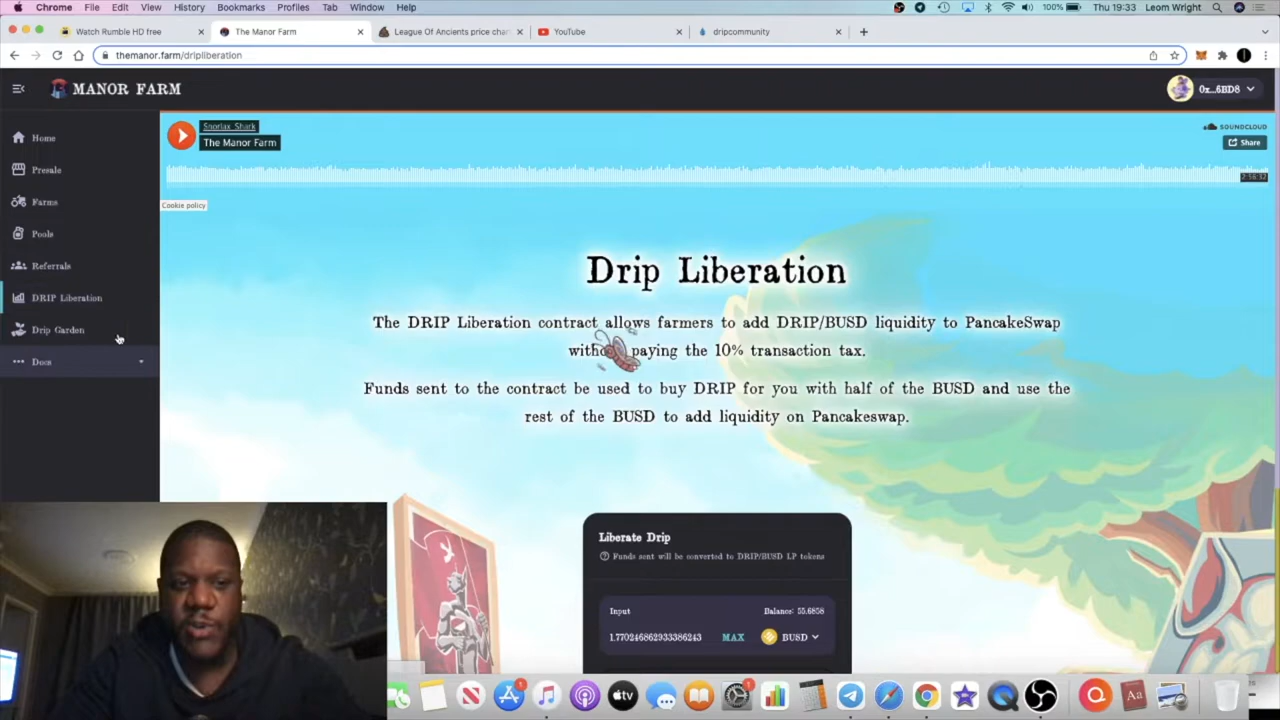 Chrome File Edit View History Bookmarks Profiles Tab Window Help 100% Thu 19:33 Leom Wright
Watch Rumble HD free The Manor Farm League Of Ancients price char YouTube dripcommunity
themanor.farm/dripliberation
MANOR FARM 0x...6BD8
Snorlax_Shark
The Manor Farm
SOUNDCLOUD
Share
Cookie policy
Home
Presale
Farms
Pools
Referrals
DRIP Liberation
Drip Garden
Docs
Drip Liberation
The DRIP Liberation contract allows farmers to add DRIP/BUSD liquidity to PancakeSwap
paying the 10% transaction tax.
Funds sent to the contract be used to buy DRIP for you with half of the BUSD and use the
rest of the BUSD to add liquidity on Pancakeswap.
Liberate Drip
Funds sent will be converted to DRIP/BUSD LP tokens
Input Balance: 55.6858
1.770246862933386243 MAX BUSD